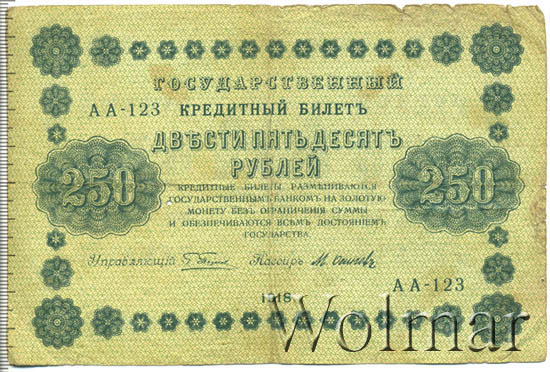 ГОСУДАРСТВЕННЫЙ
АА-123 КРЕДИТНЫЙ БИЛЕТЪ
ДВѢСТИ ПЯТЬДЕСЯТЪ
РУБЛЕЙ
250 250
КРЕДИТНЫЕ БИЛЕТЫ РАЗМѢНИВАЮТСЯ
ГОСУДАРСТВЕННЫМЪ БАНКОМЪ НА ЗОЛОТУЮ
МОНЕТУ БЕЗЪ ОГРАНИЧЕНІЯ СУММЫ
И ОБЕЗПЕЧИВАЮТСЯ ВСѢМЪ ДОСТОЯНІЕМЪ
ГОСУДАРСТВА.
Управляющій Кассиръ
АА-123
1918
Wolmar